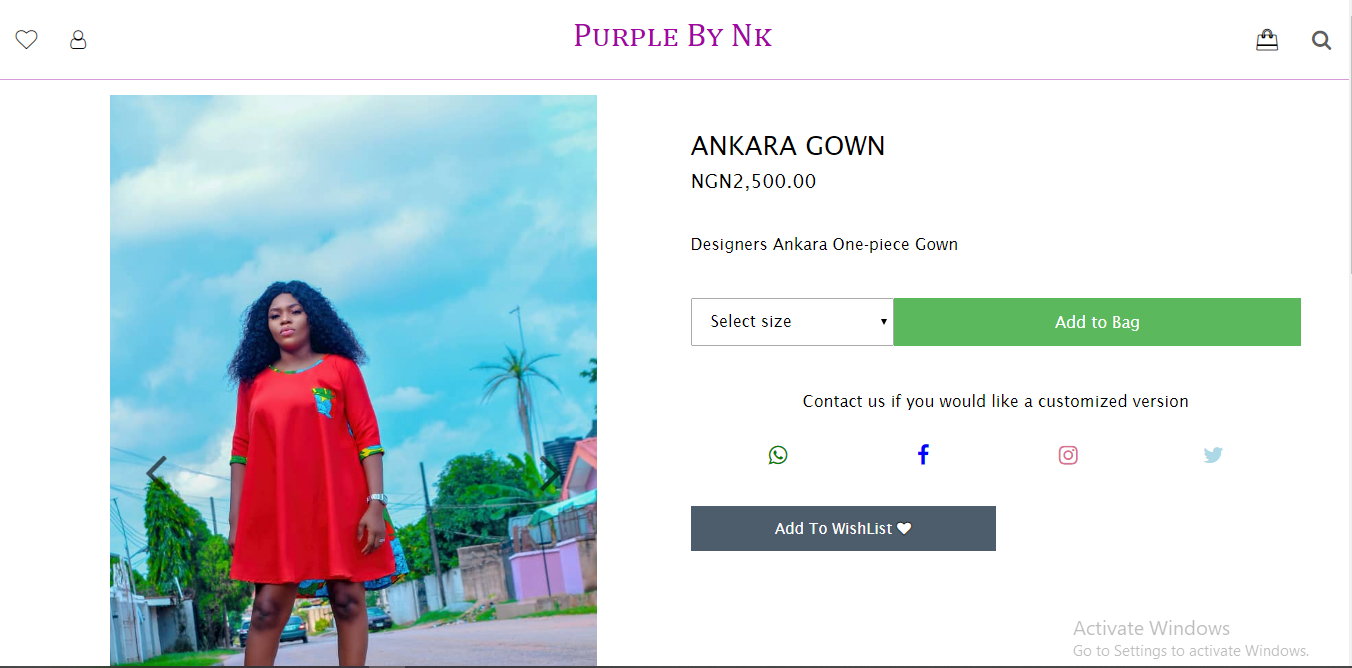 PURPLE BY NK
ANKARA GOWN
NGN2,500.00
Designers Ankara One-piece Gown
Select size
Add to Bag
Contact us if you would like a customized version
Add To WishList
Activate Windows
Go to Settings to activate Windows.